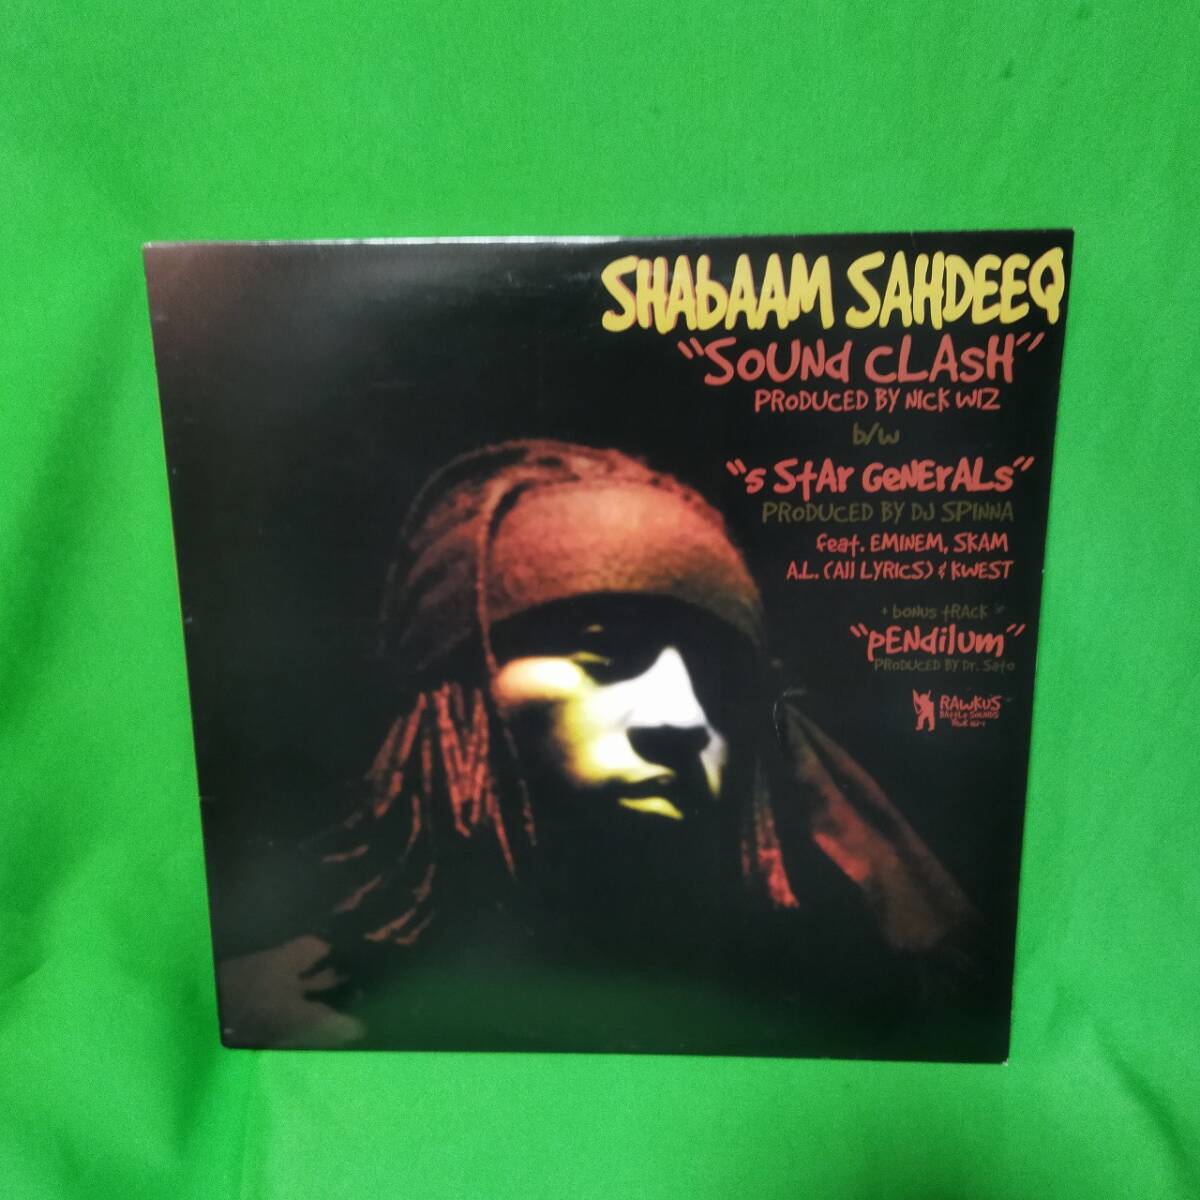 SHAbAAM SAHDEEQ
"SOUNd CLASH"
PRODUCED BY NICK WIZ
b/w
"5 StAr GeNErALs"
PRODUCED BY DJ SPINNA
feat. EMINEM, SKAM
A.L. (All LYRICS) & KWEST
+ bonus tRACK
"pENdilum"
PRODUCED BY Dr. Sato
RAWKUS